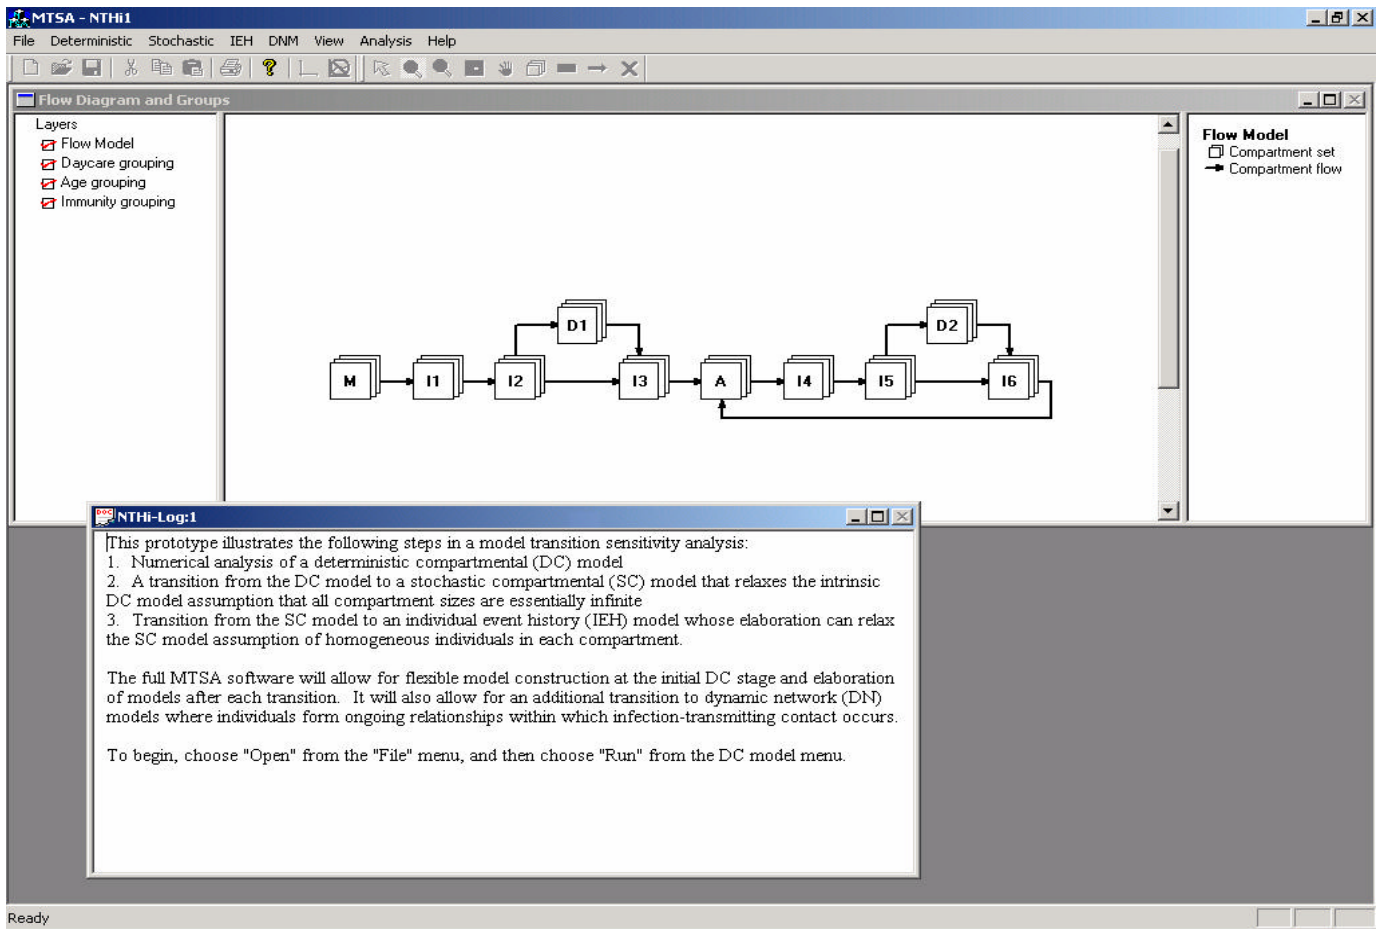 MTSA - NTHi1
File Deterministic Stochastic IEH DNM View Analysis Help
Flow Diagram and Groups
Layers
Flow Model
Daycare grouping
Age grouping
Immunity grouping
D1
D2
M
I1
I2
I3
A
I4
I5
I6
Flow Model
Compartment set
Compartment flow
NTHi-Log:1
This prototype illustrates the following steps in a model transition sensitivity analysis:
1. Numerical analysis of a deterministic compartmental (DC) model
2. A transition from the DC model to a stochastic compartmental (SC) model that relaxes the intrinsic
DC model assumption that all compartment sizes are essentially infinite
3. Transition from the SC model to an individual event history (IEH) model whose elaboration can relax
the SC model assumption of homogeneous individuals in each compartment.
The full MTSA software will allow for flexible model construction at the initial DC stage and elaboration
of models after each transition. It will also allow for an additional transition to dynamic network (DN)
models where individuals form ongoing relationships within which infection-transmitting contact occurs.
To begin, choose "Open" from the "File" menu, and then choose "Run" from the DC model menu.
Ready